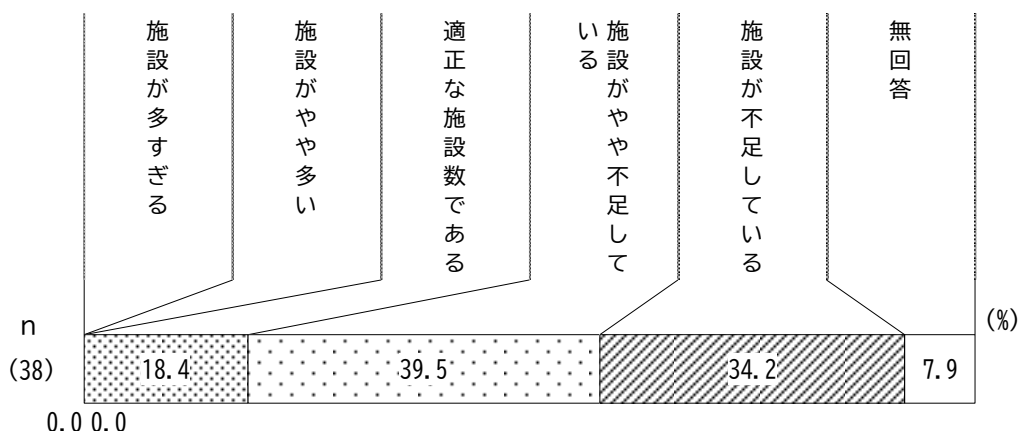 施設が多すぎる
施設がやや多い
適正な施設数である
施設がやや不足して
いる
施設が不足している
無回答
n
(%)
(38)
18.4
39.5
34.2
7.9
0.0 0.0